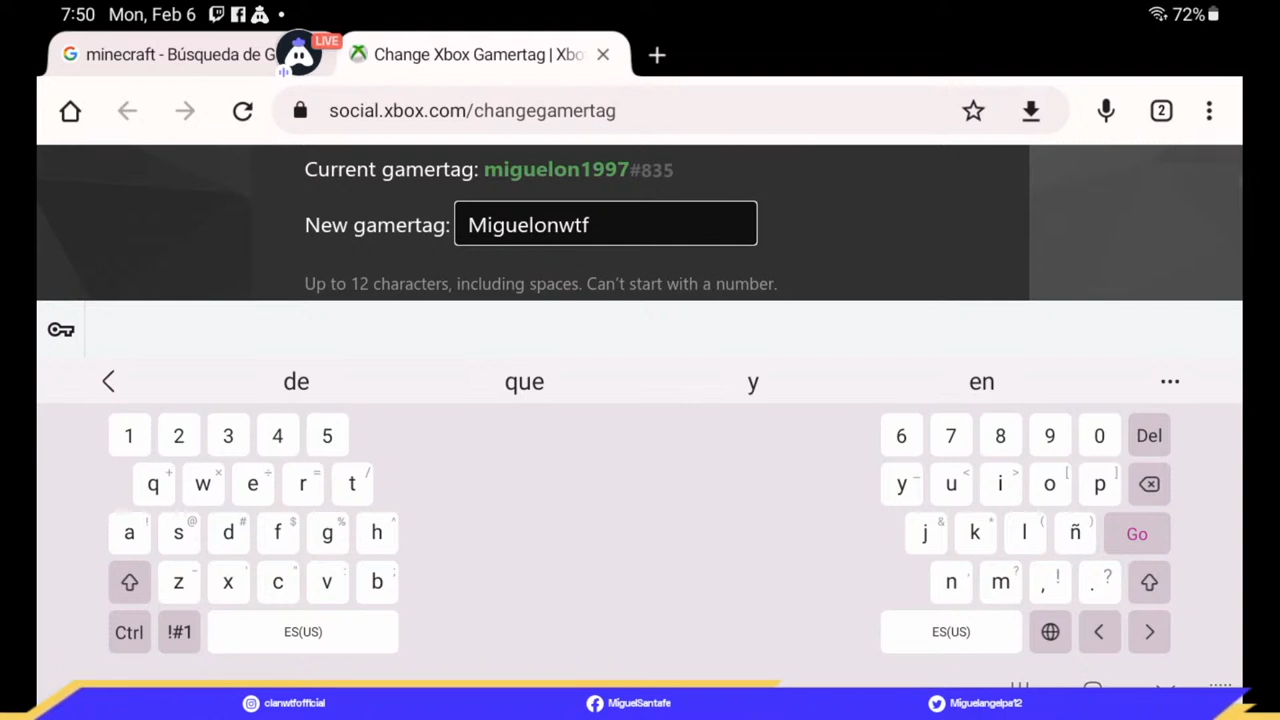 7:50 Mon, Feb 6 72%
minecraft - Búsqueda de G LIVE Change Xbox Gamertag | Xbo
social.xbox.com/changegamertag 2
Current gamertag: miguelon1997#835
New gamertag: Miguelonwtf
Up to 12 characters, including spaces. Can't start with a number.
de que y en ...
1 2 3 4 5 6 7 8 9 0 Del
q + w × e ÷ r = t / y _ u < i > o [ p ]
a ! s @ d # f $ g % h ^ j & k * l ( ñ ) Go
z - x ' c " v : b ; n , m ? , ! . ?
Ctrl !#1 ES(US) ES(US) < >
clanwtfofficial MiguelSantafe Miguelangelpa12